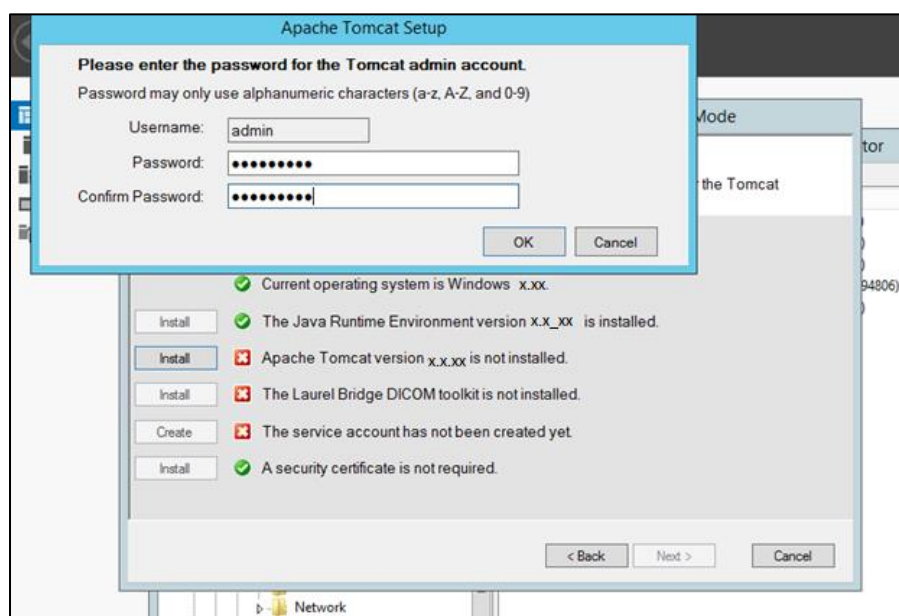 Apache Tomcat Setup
Please enter the password for the Tomcat admin account.
Password may only use alphanumeric characters (a-z, A-Z, and 0-9)
Username: admin
Password: ●●●●●●●●●
Confirm Password: ●●●●●●●●●
OK Cancel
Mode
tor
the Tomcat
94806)
Current operating system is Windows x.xx.
Install The Java Runtime Environment version x.x_xx is installed.
Install Apache Tomcat version x.x.xx is not installed.
Install The Laurel Bridge DICOM toolkit is not installed.
Create The service account has not been created yet.
Install A security certificate is not required.
< Back Next > Cancel
Network